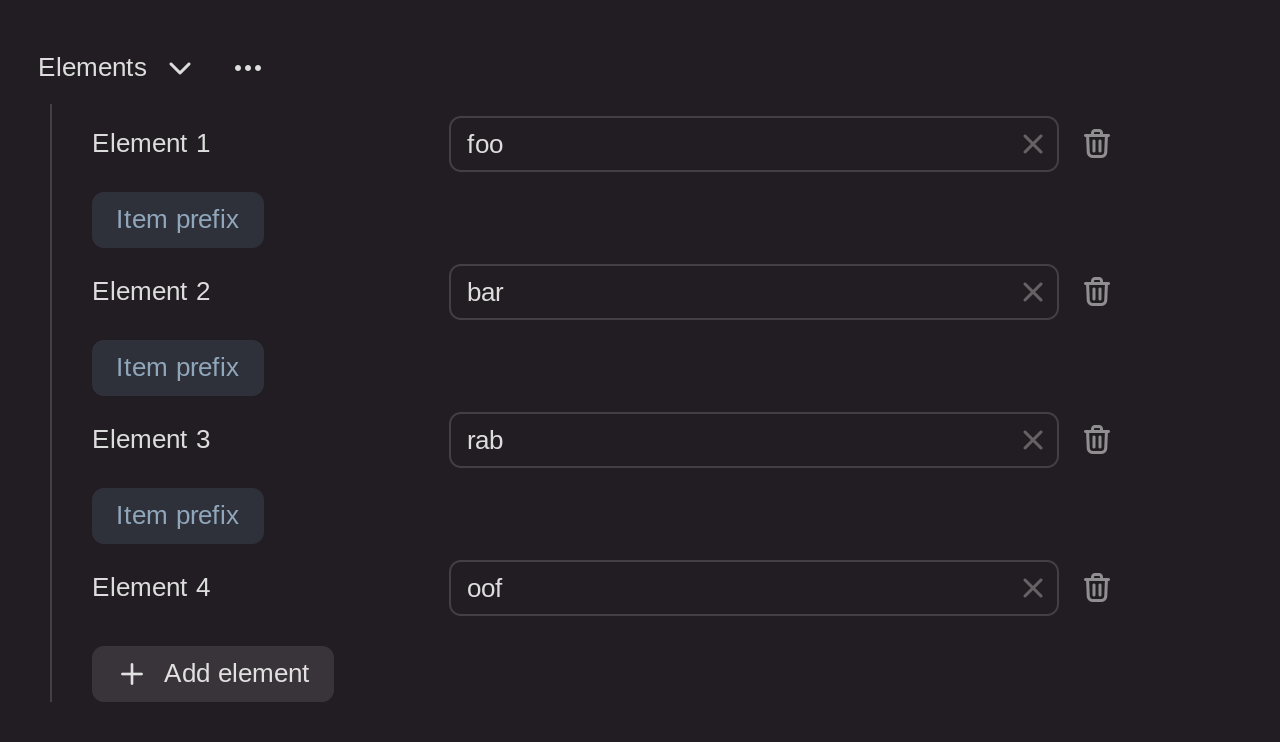 Elements
Element 1
foo
Item prefix
Element 2
bar
Item prefix
Element 3
rab
Item prefix
Element 4
oof
Add element